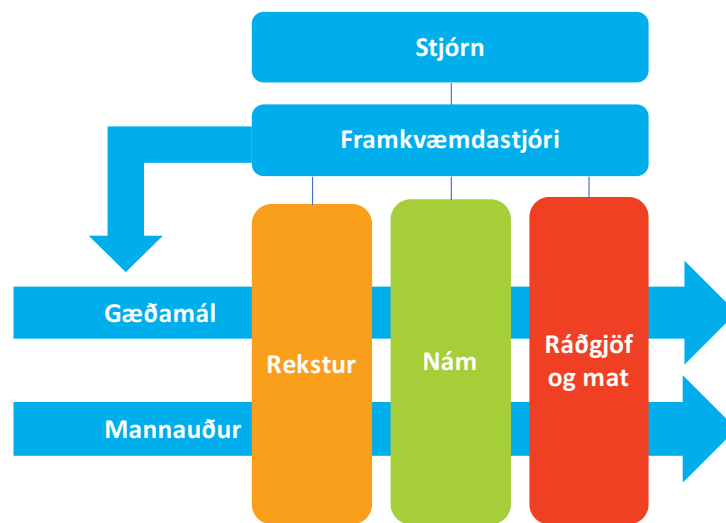 Stjórn
Framkvæmdastjóri
Gæðamál
Rekstur
Nám
Ráðgjöf
og mat
Mannauður